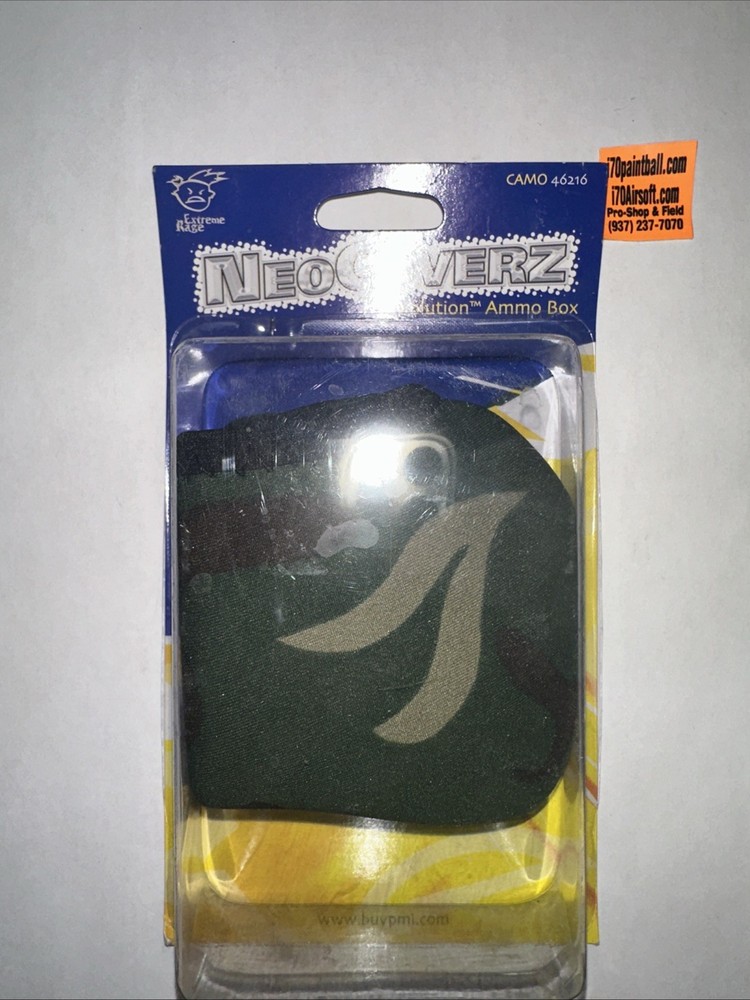 CAMO 46216
Extreme
Rage
NEOCOVERZ
olution™ Ammo Box
www.buypmi.com
i70paintball.com
i70Airsoft.com
Pro-Shop & Field
(937) 237-7070